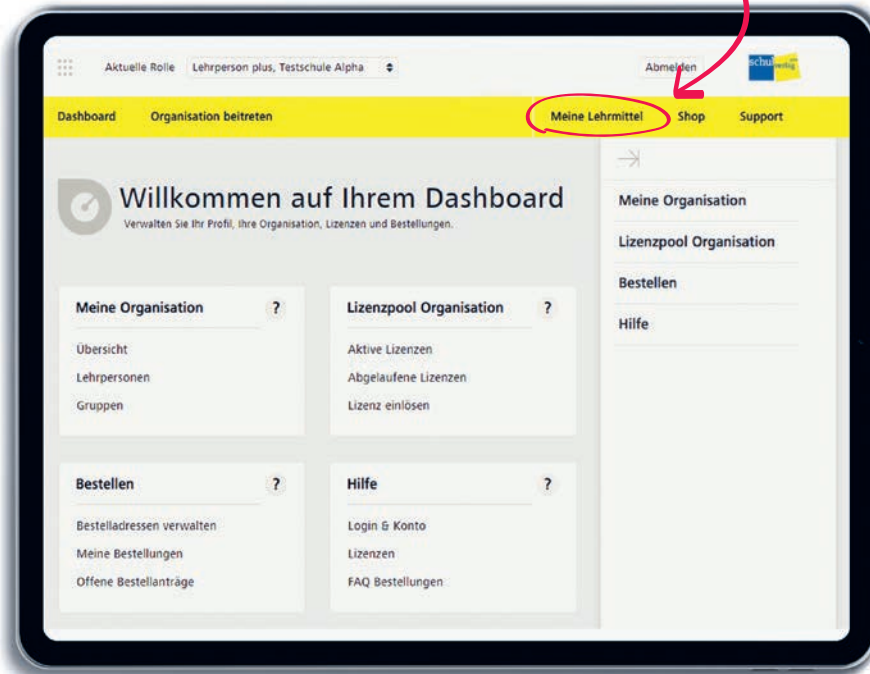 Aktuelle Rolle Lehrperson plus, Testschule Alpha Abmelden schulverlag
Dashboard Organisation beitreten Meine Lehrmittel Shop Support
Willkommen auf Ihrem Dashboard
Verwalten Sie Ihr Profil, Ihre Organisation, Lizenzen und Bestellungen.
Meine Organisation ?
Übersicht
Lehrpersonen
Gruppen
Lizenzpool Organisation ?
Aktive Lizenzen
Abgelaufene Lizenzen
Lizenz einlösen
Bestellen ?
Bestelladressen verwalten
Meine Bestellungen
Offene Bestellanträge
Hilfe ?
Login & Konto
Lizenzen
FAQ Bestellungen
Meine Organisation
Lizenzpool Organisation
Bestellen
Hilfe